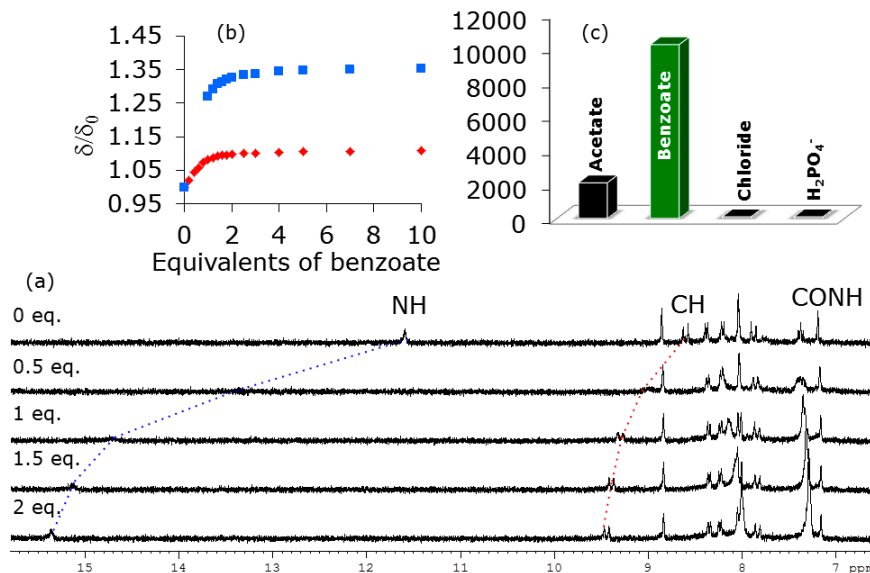 (b)
1.45
1.35
1.25
1.15
1.05
0.95
δ/δ0
0 2 4 6 8 10
Equivalents of benzoate
(c)
12000
10000
8000
6000
4000
2000
0
Acetate
Benzoate
Chloride
H2PO4-
(a)
NH CH CONH
0 eq.
0.5 eq.
1 eq.
1.5 eq.
2 eq.
15 14 13 12 11 10 9 8 7 ppm